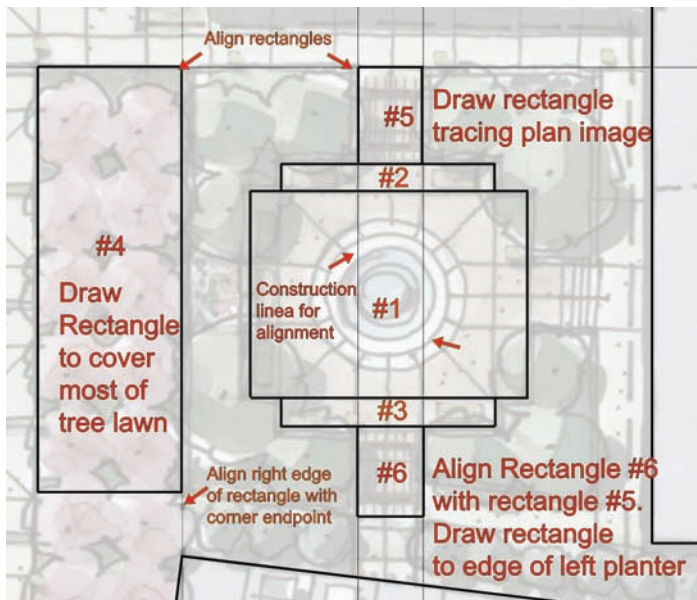 Align rectangles
#5
Draw rectangle
tracing plan image
#2
#4
Draw
Rectangle
to cover
most of
tree lawn
Construction
linea for
alignment
#1
#3
#6
Align right edge
of rectangle with
corner endpoint
Align Rectangle #6
with rectangle #5.
Draw rectangle
to edge of left planter